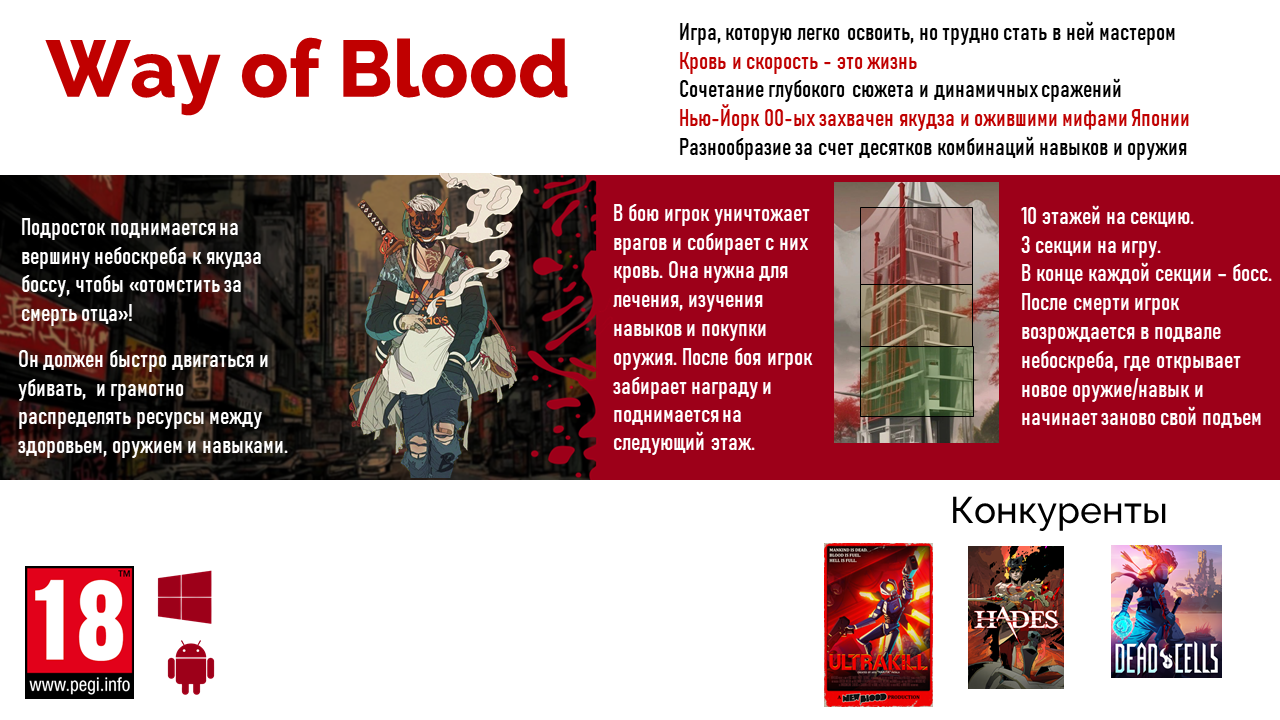 Way of Blood
Игра, которую легко освоить, но трудно стать в ней мастером
Кровь и скорость - это жизнь
Сочетание глубокого сюжета и динамичных сражений
Нью-Йорк 00-ых захвачен якудза и ожившими мифами Японии
Разнообразие за счет десятков комбинаций навыков и оружия
Подросток поднимается на
вершину небоскреба к якудза
боссу, чтобы «отомстить за
смерть отца»!
Он должен быстро двигаться и
убивать, и грамотно
распределять ресурсы между
здоровьем, оружием и навыками.
В бою игрок уничтожает
врагов и собирает с них
кровь. Она нужна для
лечения, изучения
навыков и покупки
оружия. После боя игрок
забирает награду и
поднимается на
следующий этаж.
10 этажей на секцию.
3 секции на игру.
В конце каждой секции – босс.
После смерти игрок
возрождается в подвале
небоскреба, где открывает
новое оружие/навык и
начинает заново свой подъем
Конкуренты
18
TM
www.pegi.info
MANKIND IS DEAD.
BLOOD IS FUEL.
HELL IS FULL.
ULTRAKILL
A NEW BLOOD PRODUCTION
HADES
DEAD CELLS